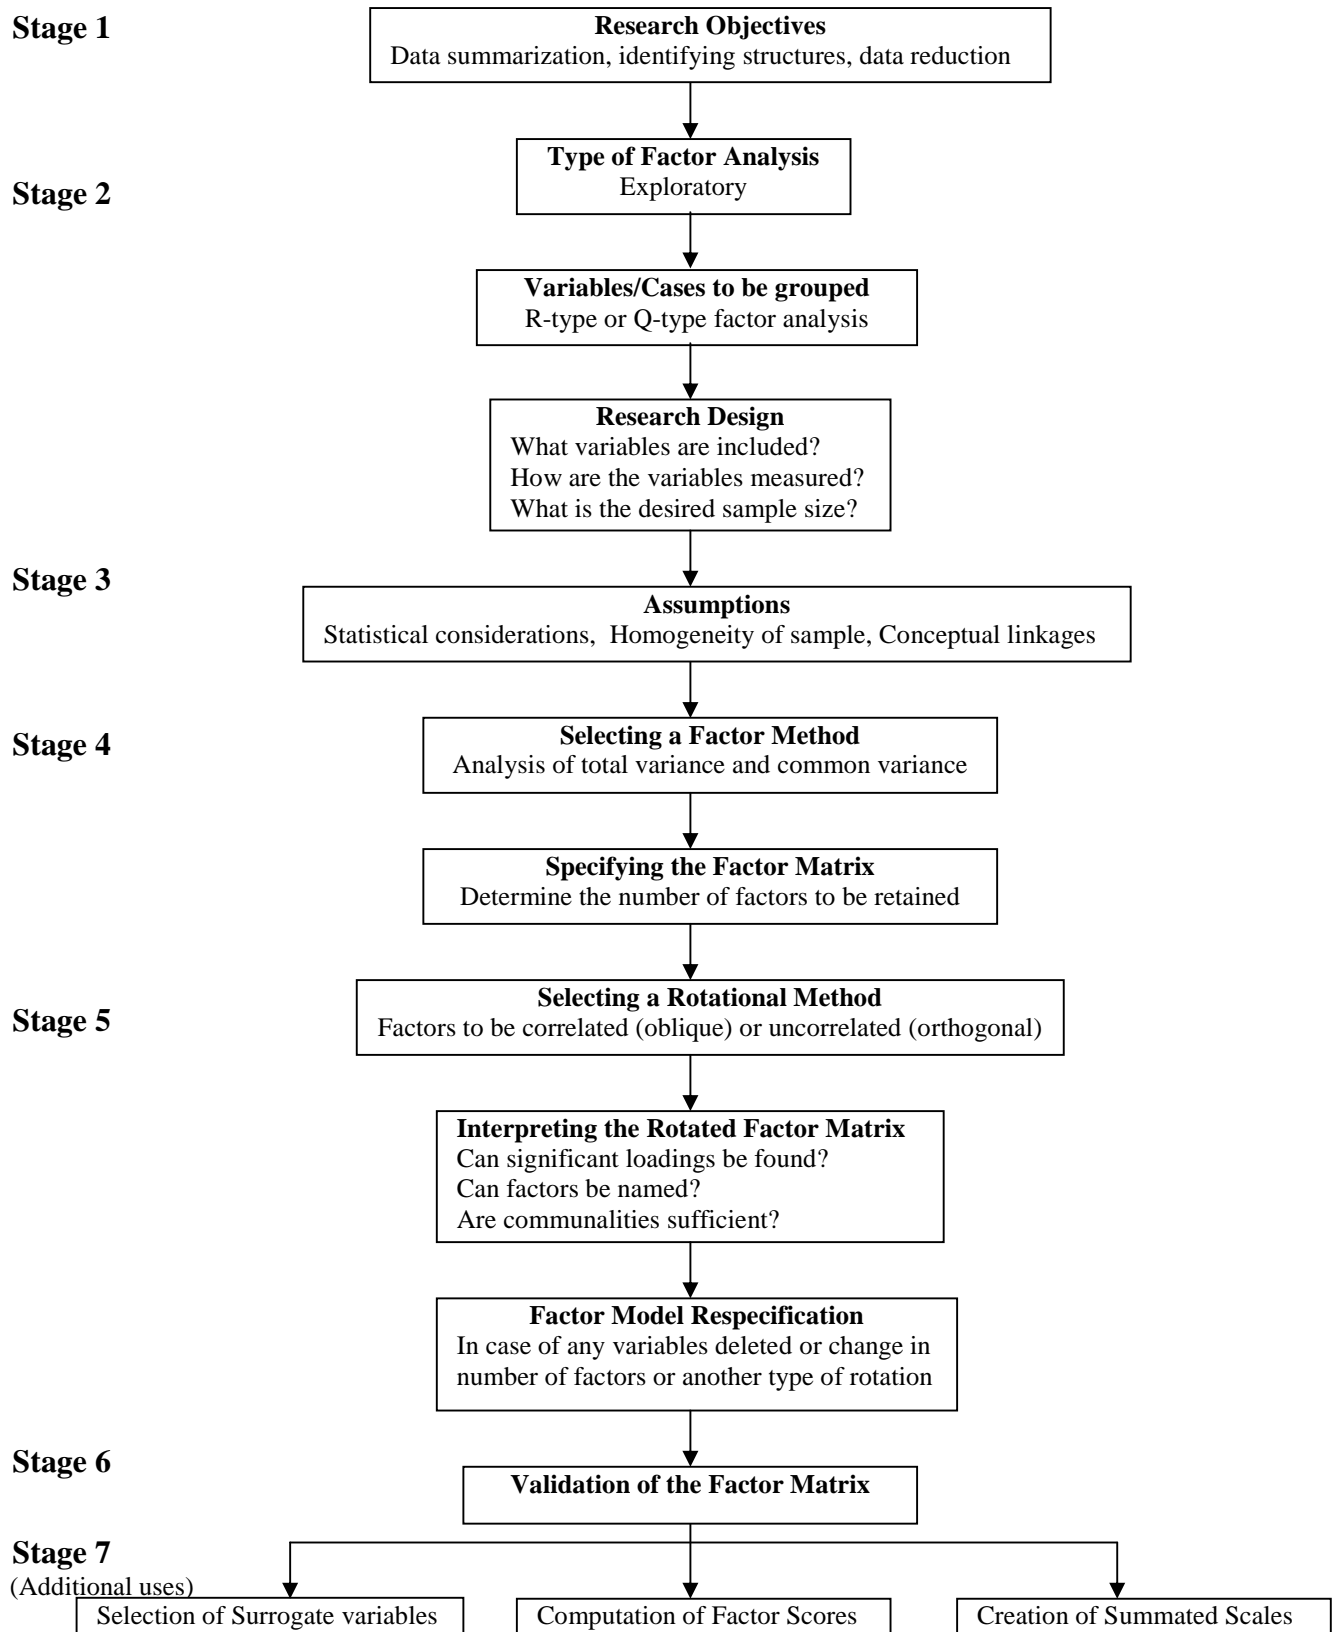 Stage 1
Research Objectives
Data summarization, identifying structures, data reduction
Type of Factor Analysis
Stage 2
Exploratory
Variables/Cases to be grouped
R-type or Q-type factor analysis
Research Design
What variables are included?
How are the variables measured?
What is the desired sample size?
Stage 3
Assumptions
Statistical considerations,  Homogeneity of sample, Conceptual linkages
Stage 4
Selecting a Factor Method
Analysis of total variance and common variance
Specifying the Factor Matrix
Determine the number of factors to be retained
Selecting a Rotational Method
Stage 5
Factors to be correlated (oblique) or uncorrelated (orthogonal)
Interpreting the Rotated Factor Matrix
Can significant loadings be found?
Can factors be named?
Are communalities sufficient?
Factor Model Respecification
In case of any variables deleted or change in
number of factors or another type of rotation
Stage 6
Validation of the Factor Matrix
Stage 7
(Additional uses)
Selection of Surrogate variables
Computation of Factor Scores
Creation of Summated Scales